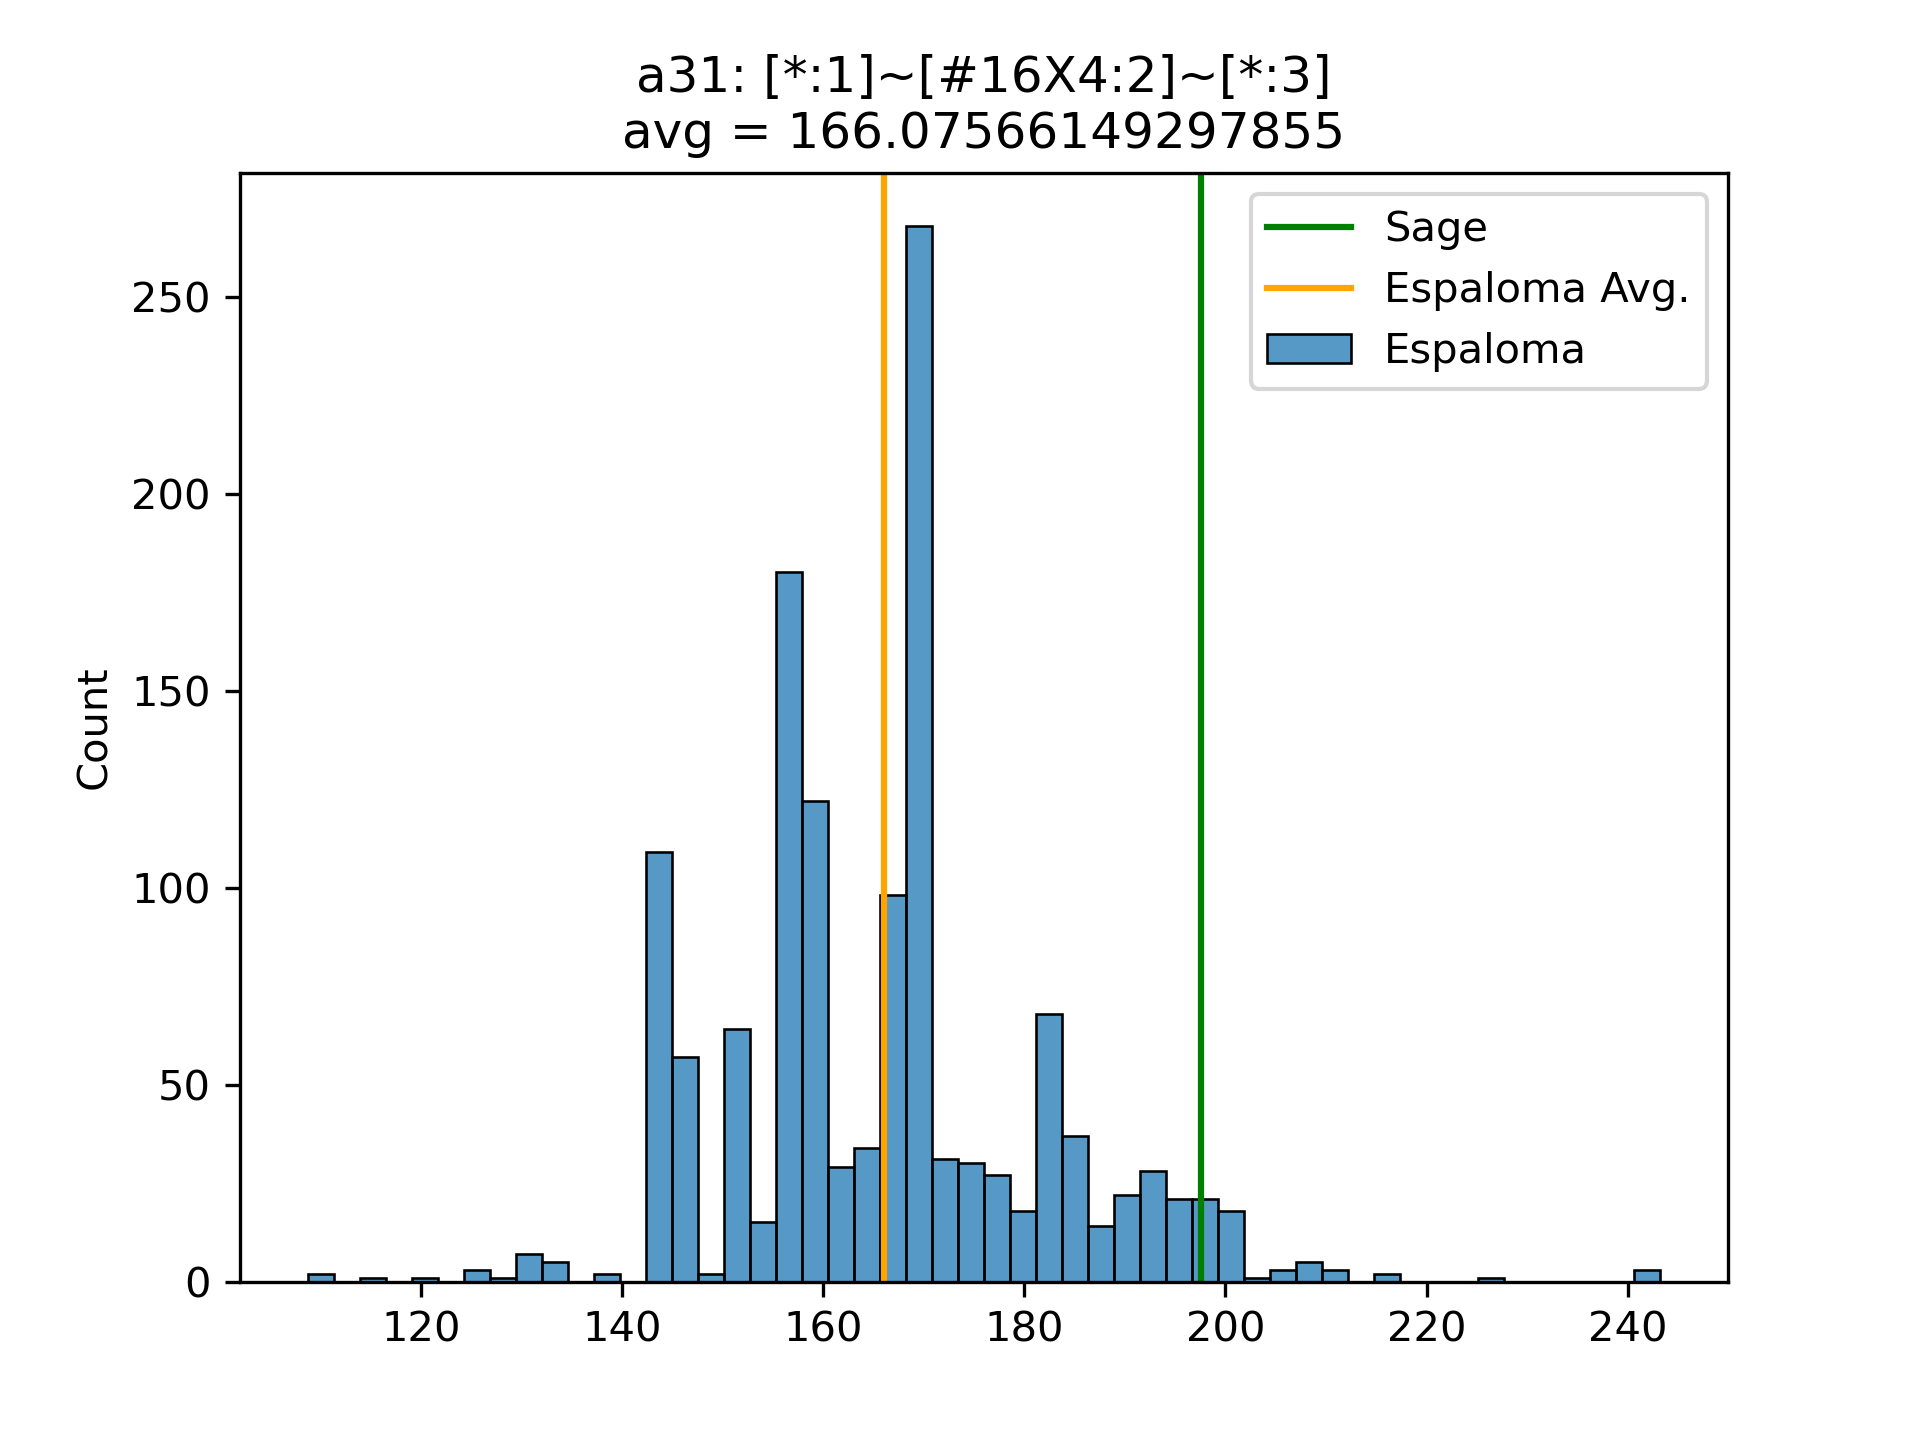 a31: [*:1]~[#16X4:2]~[*:3]
avg = 166.07566149297855
Sage
Espaloma Avg.
Espaloma
250
200
150
100
50
0
Count
120 140 160 180 200 220 240